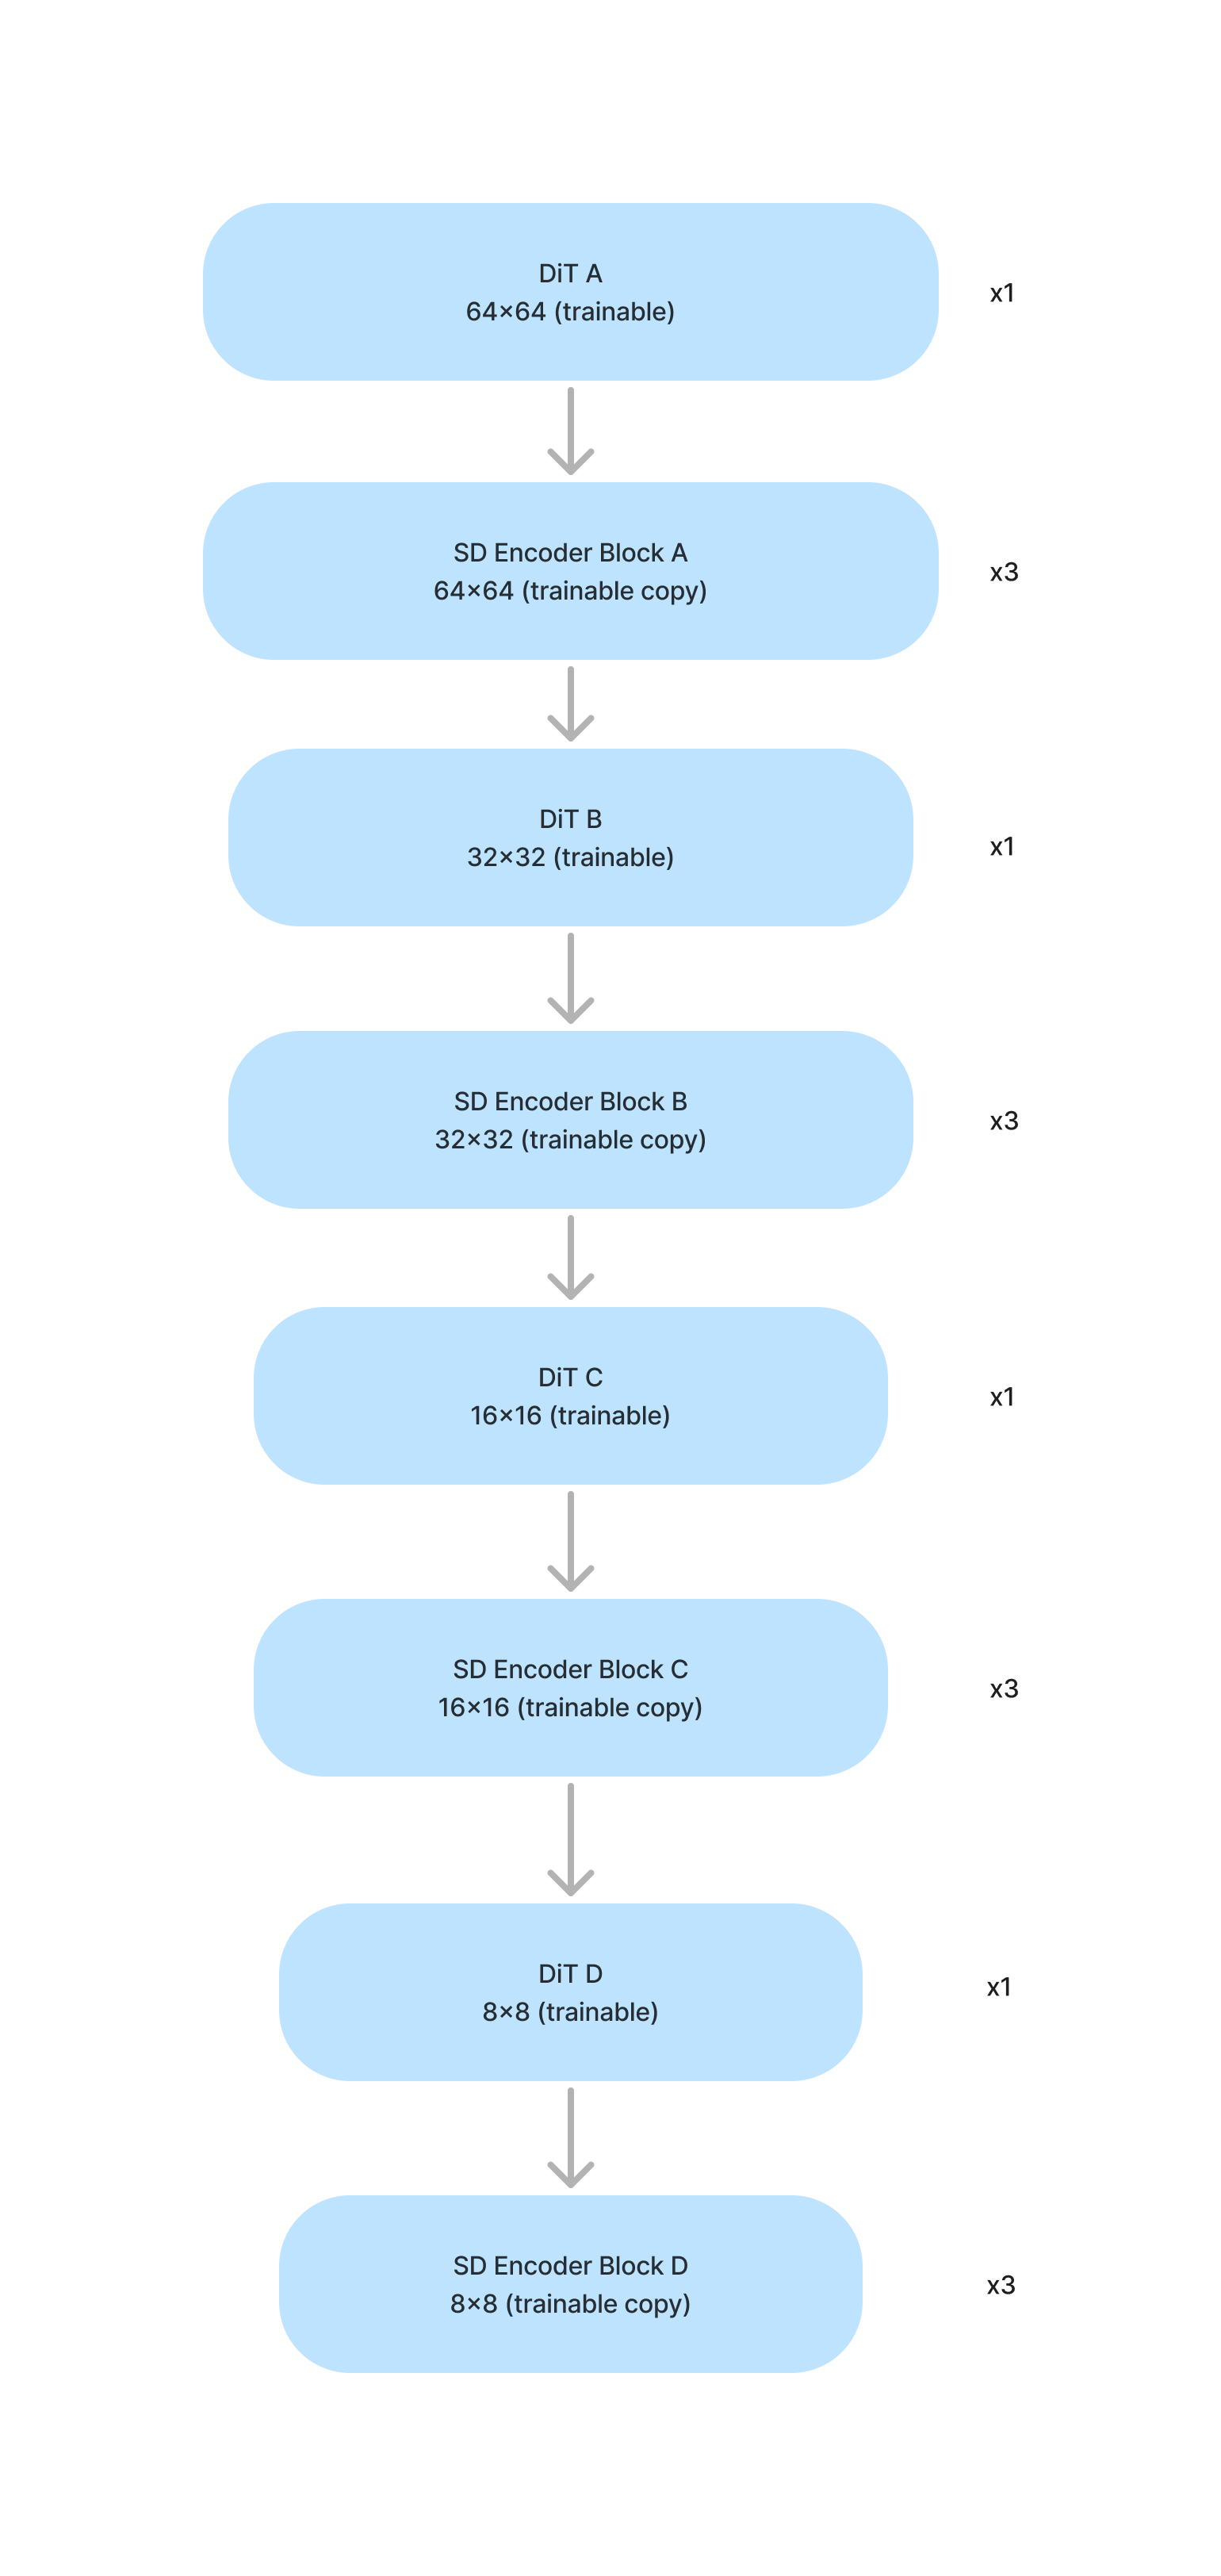 DiT A
64×64 (trainable)
x1
SD Encoder Block A
64×64 (trainable copy)
x3
DiT B
32×32 (trainable)
x1
SD Encoder Block B
32×32 (trainable copy)
x3
DiT C
16×16 (trainable)
x1
SD Encoder Block C
16×16 (trainable copy)
x3
DiT D
8×8 (trainable)
x1
SD Encoder Block D
8×8 (trainable copy)
x3